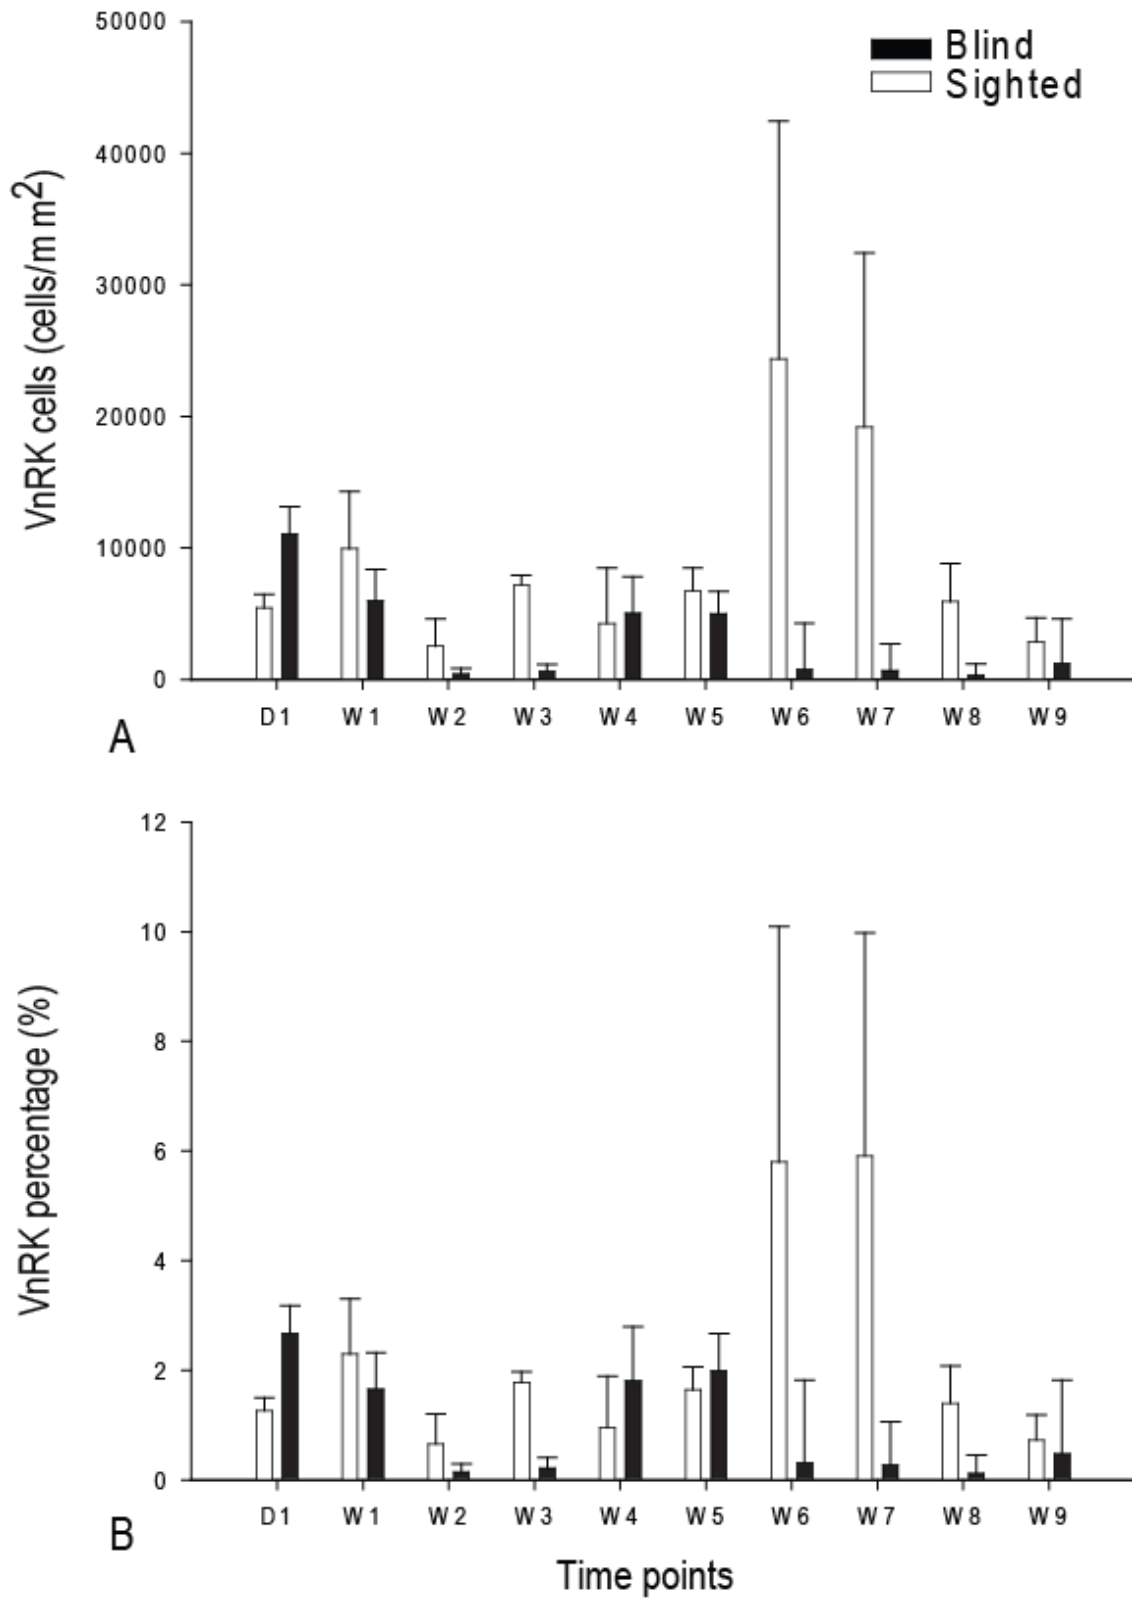 50000
Blind
Sighted
40000
30000
20000
10000
0
VnRK cells (cells/mm²)
D1 W1 W2 W3 W4 W5 W6 W7 W8 W9
A
12
10
8
6
4
2
0
VnRK percentage (%)
D1 W1 W2 W3 W4 W5 W6 W7 W8 W9
B
Time points